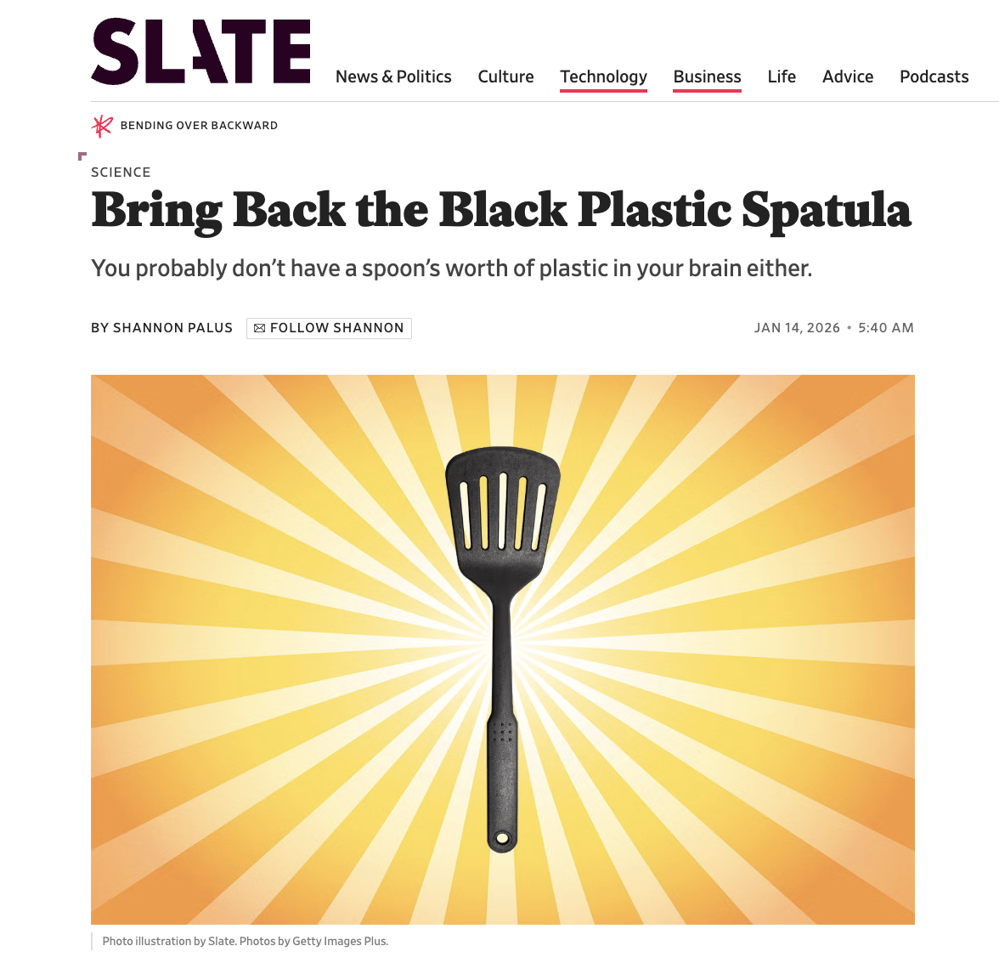 SLATE
News & Politics Culture Technology Business Life Advice Podcasts
BENDING OVER BACKWARD
SCIENCE
Bring Back the Black Plastic Spatula
You probably don’t have a spoon’s worth of plastic in your brain either.
BY SHANNON PALUS FOLLOW SHANNON JAN 14, 2026 • 5:40 AM
Photo illustration by Slate. Photos by Getty Images Plus.